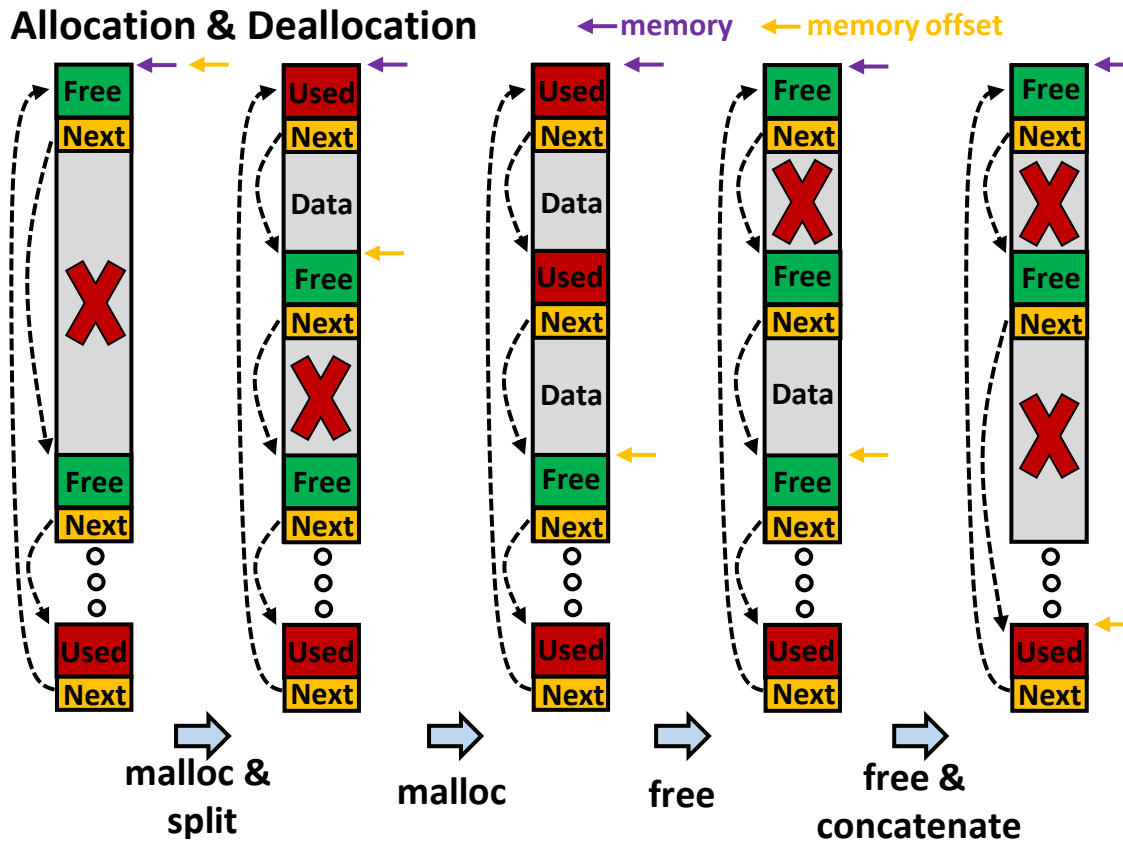 Allocation & Deallocation
memory
memory offset
Free
Next
Free
Next
Used
Next
Used
Next
Data
Free
Next
Free
Next
Used
Next
Used
Next
Data
Used
Next
Data
Free
Next
Used
Next
Free
Next
Free
Next
Data
Free
Next
Used
Next
Free
Next
Free
Next
Used
Next
malloc &
split
malloc
free
free &
concatenate